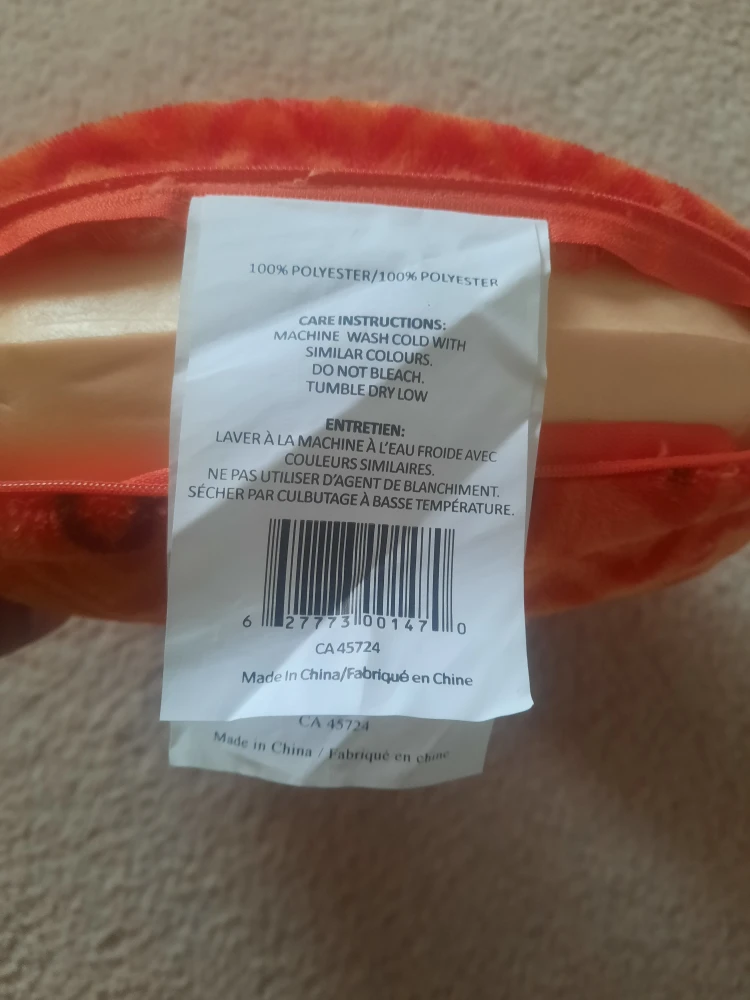 100% POLYESTER/100% POLYESTER
CARE INSTRUCTIONS:
MACHINE WASH COLD WITH
SIMILAR COLOURS.
DO NOT BLEACH.
TUMBLE DRY LOW
ENTRETIEN:
LAVER À LA MACHINE À L'EAU FROIDE AVEC
COULEURS SIMILAIRES.
NE PAS UTILISER D'AGENT DE BLANCHIMENT.
SÉCHER PAR CULBUTAGE À BASSE TEMPÉRATURE.
6 27773 00147 0
CA 45724
Made In China/Fabriqué en Chine
CA 45724
Made in China / Fabriqué en chine